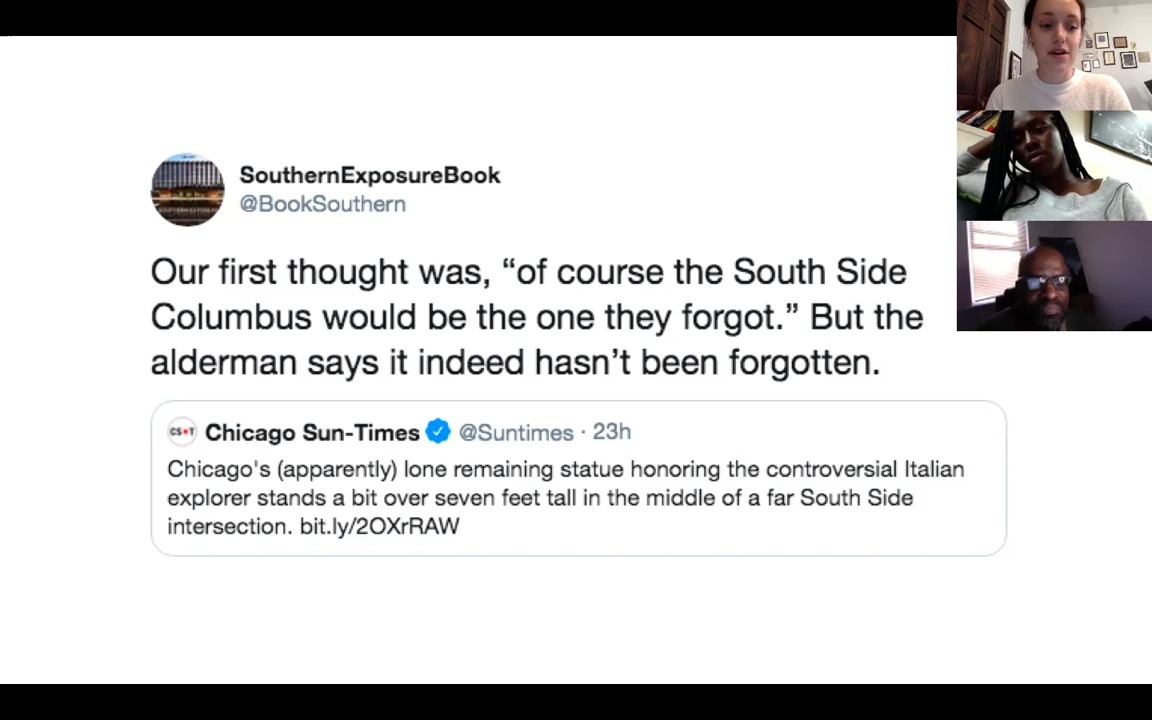 SouthernExposureBook
@BookSouthern
Our first thought was, “of course the South Side
Columbus would be the one they forgot.” But the
alderman says it indeed hasn’t been forgotten.
CS★T Chicago Sun-Times @Suntimes · 23h
Chicago's (apparently) lone remaining statue honoring the controversial Italian
explorer stands a bit over seven feet tall in the middle of a far South Side
intersection. bit.ly/2OXrRAW